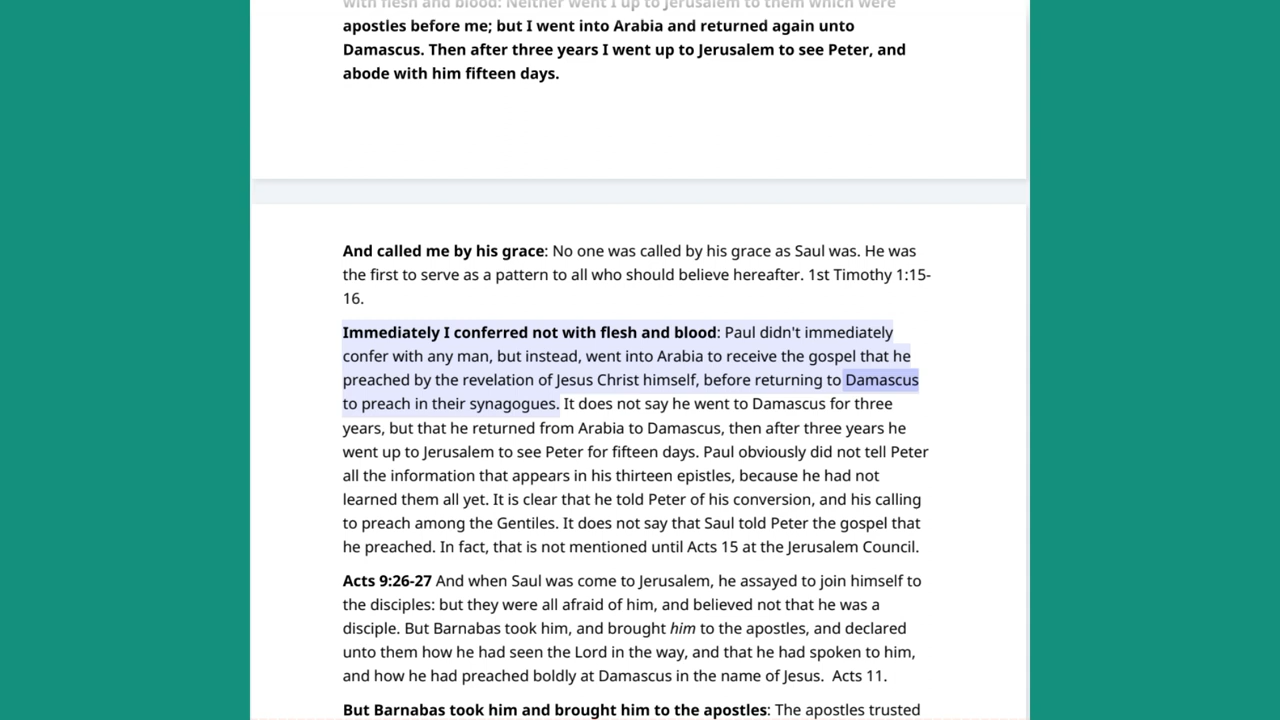 with flesh and blood: Neither went I up to Jerusalem to them which were
apostles before me; but I went into Arabia and returned again unto
Damascus. Then after three years I went up to Jerusalem to see Peter, and
abode with him fifteen days.
And called me by his grace: No one was called by his grace as Saul was. He was
the first to serve as a pattern to all who should believe hereafter. 1st Timothy 1:15-
16.
Immediately I conferred not with flesh and blood: Paul didn't immediately
confer with any man, but instead, went into Arabia to receive the gospel that he
preached by the revelation of Jesus Christ himself, before returning to Damascus
to preach in their synagogues. It does not say he went to Damascus for three
years, but that he returned from Arabia to Damascus, then after three years he
went up to Jerusalem to see Peter for fifteen days. Paul obviously did not tell Peter
all the information that appears in his thirteen epistles, because he had not
learned them all yet. It is clear that he told Peter of his conversion, and his calling
to preach among the Gentiles. It does not say that Saul told Peter the gospel that
he preached. In fact, that is not mentioned until Acts 15 at the Jerusalem Council.
Acts 9:26-27 And when Saul was come to Jerusalem, he assayed to join himself to
the disciples: but they were all afraid of him, and believed not that he was a
disciple. But Barnabas took him, and brought him to the apostles, and declared
unto them how he had seen the Lord in the way, and that he had spoken to him,
and how he had preached boldly at Damascus in the name of Jesus.  Acts 11.
But Barnabas took him and brought him to the apostles: The apostles trusted